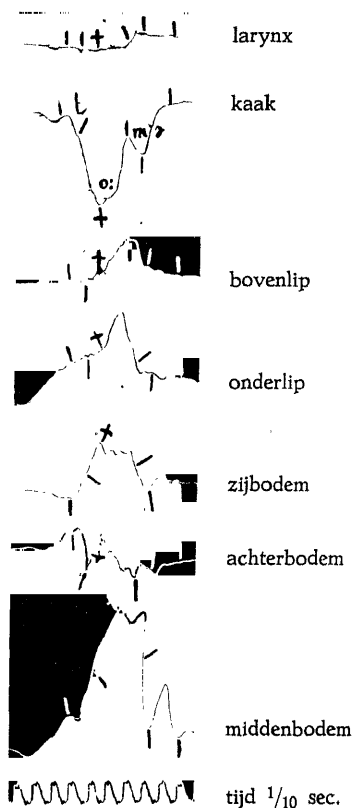 larynx
kaak
t
m
o:
bovenlip
onderlip
zijbodem
achterbodem
middenbodem
tijd 1/10 sec.